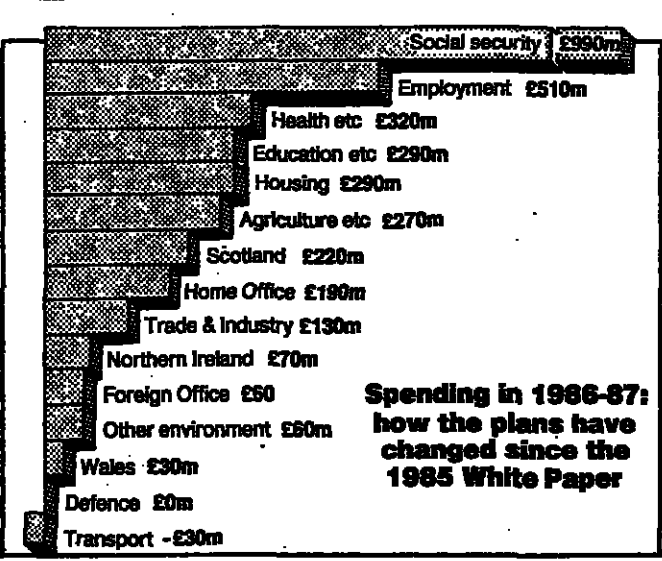 Social security £990m
Employment £510m
Health etc £320m
Education etc £290m
Housing £290m
Agriculture etc £270m
Scotland £220m
Home Office £190m
Trade & Industry £130m
Northern Ireland £70m
Foreign Office £60
Other environment £60m
Wales £30m
Defence £0m
Transport -£30m
Spending in 1986-87:
how the plans have
changed since the
1985 White Paper